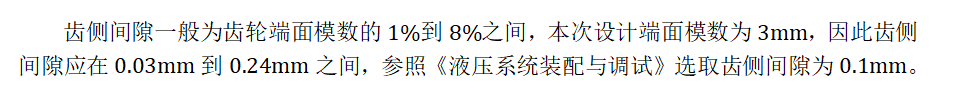 齿侧间隙一般为齿轮端面模数的 1%到 8%之间，本次设计端面模数为 3mm，因此齿侧
间隙应在 0.03mm 到 0.24mm 之间，参照《液压系统装配与调试》选取齿侧间隙为 0.1mm。